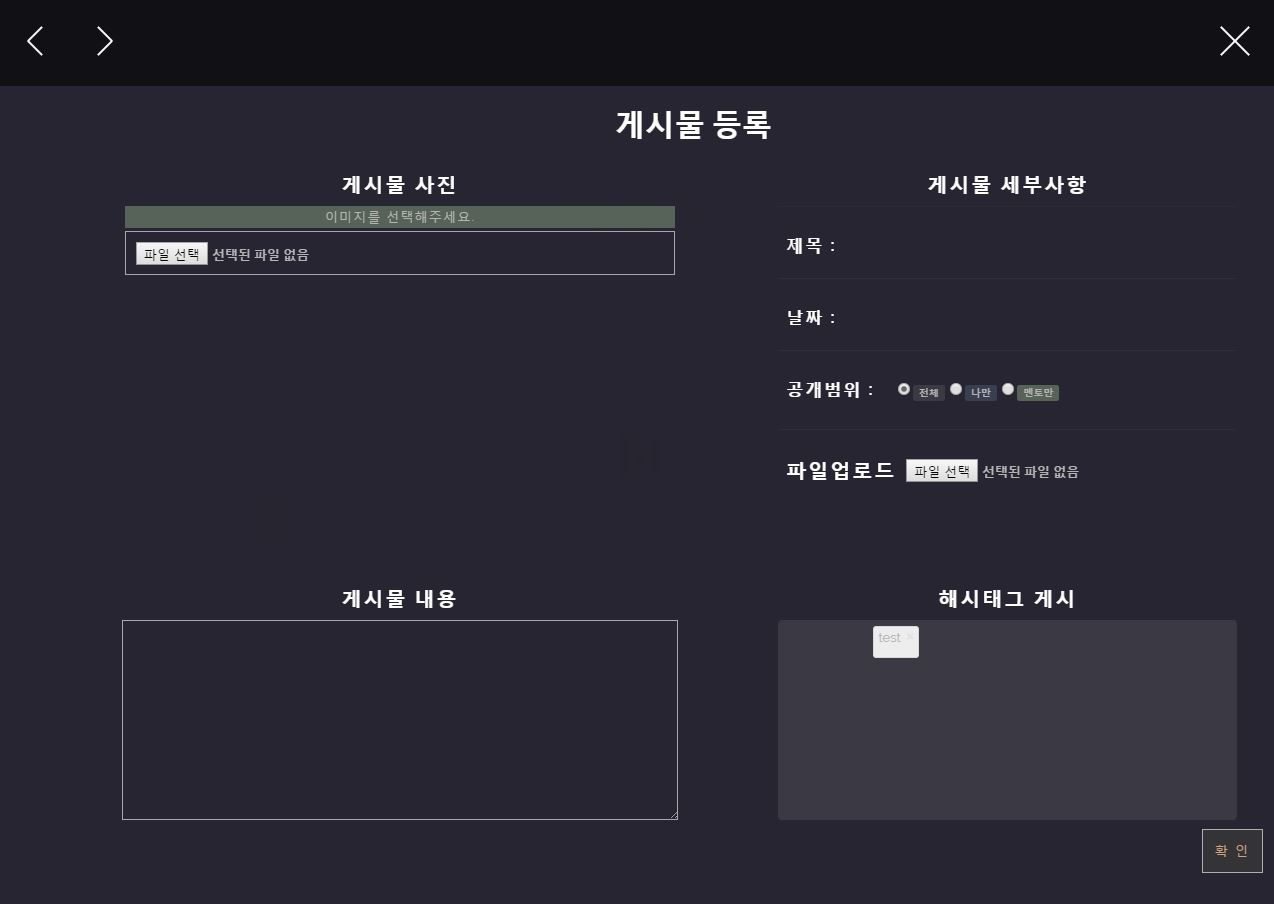 게시물 등록
게시물 사진
이미지를 선택해주세요.
파일 선택 선택된 파일 없음
게시물 세부사항
제목 :
날짜 :
공개범위 : 전체 나만 멘토만
파일업로드 파일 선택 선택된 파일 없음
게시물 내용
해시태그 게시
test ×
확 인